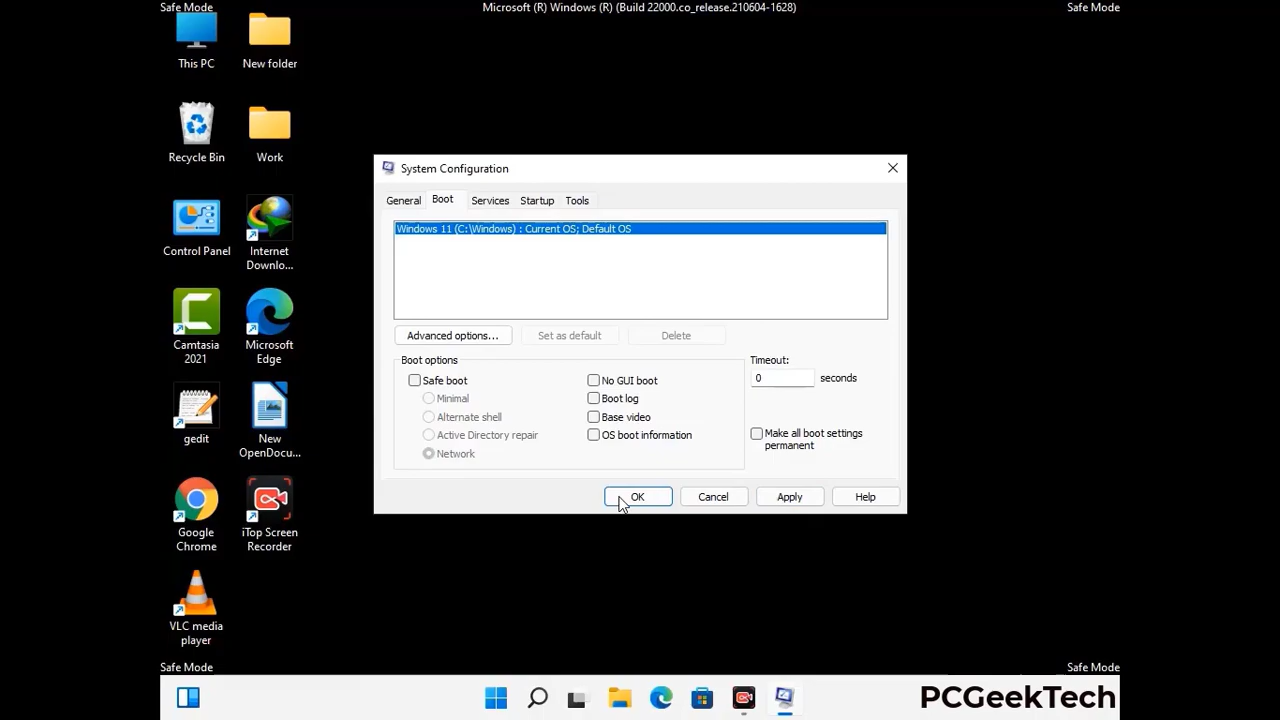 Safe Mode
Microsoft (R) Windows (R) (Build 22000.co_release.210604-1628)
Safe Mode
This PC
New folder
Recycle Bin
Work
Control Panel
Internet
Downlo...
Camtasia
2021
Microsoft
Edge
gedit
New
OpenDocu...
Google
Chrome
iTop Screen
Recorder
VLC media
player
System Configuration
General
Boot
Services
Startup
Tools
Windows 11 (C:\Windows) : Current OS; Default OS
Advanced options...
Set as default
Delete
Boot options
Safe boot
Minimal
Alternate shell
Active Directory repair
Network
No GUI boot
Boot log
Base video
OS boot information
Timeout:
0 seconds
Make all boot settings
permanent
OK
Cancel
Apply
Help
Safe Mode
Safe Mode
PCGeekTech